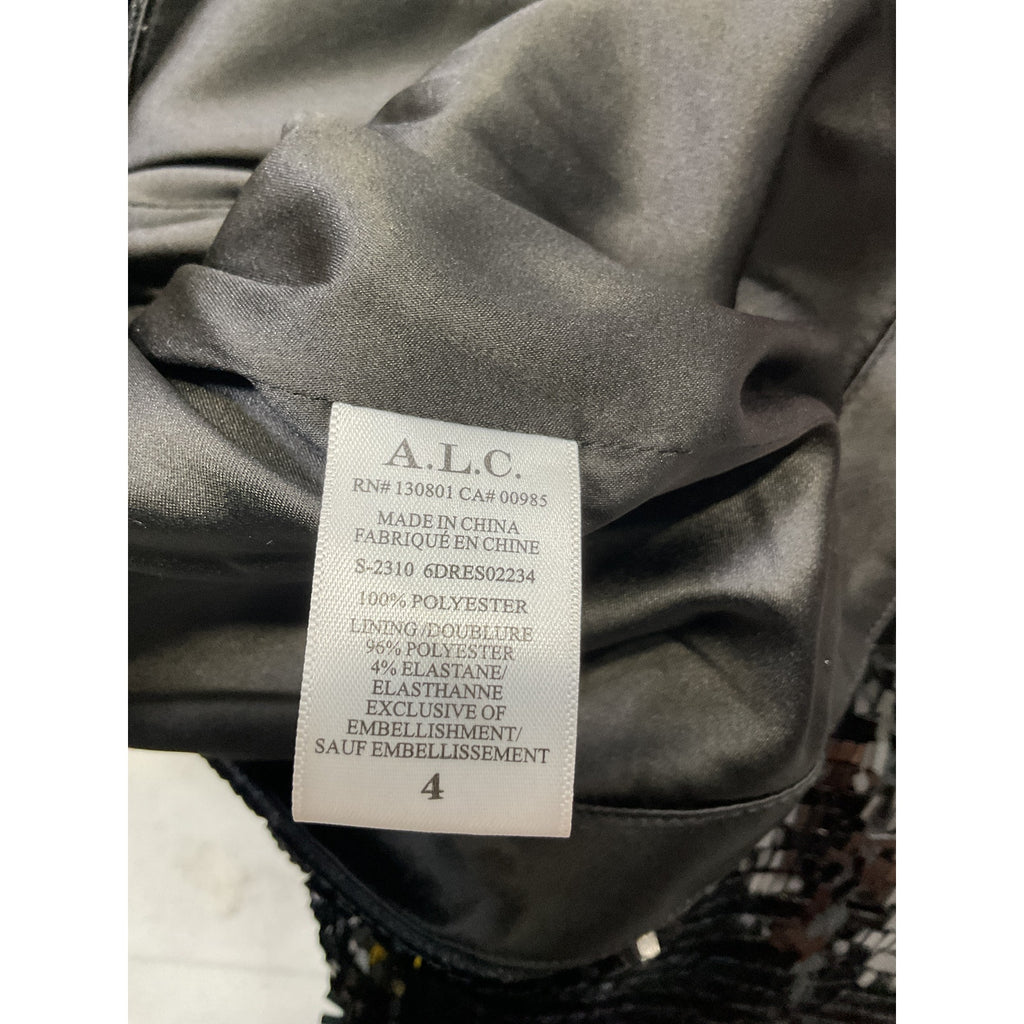 A.L.C.
RN# 130801 CA# 00985
MADE IN CHINA
FABRIQUÉ EN CHINE
S-2310 6DRES02234
100% POLYESTER
LINING/DOUBLURE
96% POLYESTER
4% ELASTANE/
ELASTHANNE
EXCLUSIVE OF
EMBELLISHMENT/
SAUF EMBELLISSEMENT
4